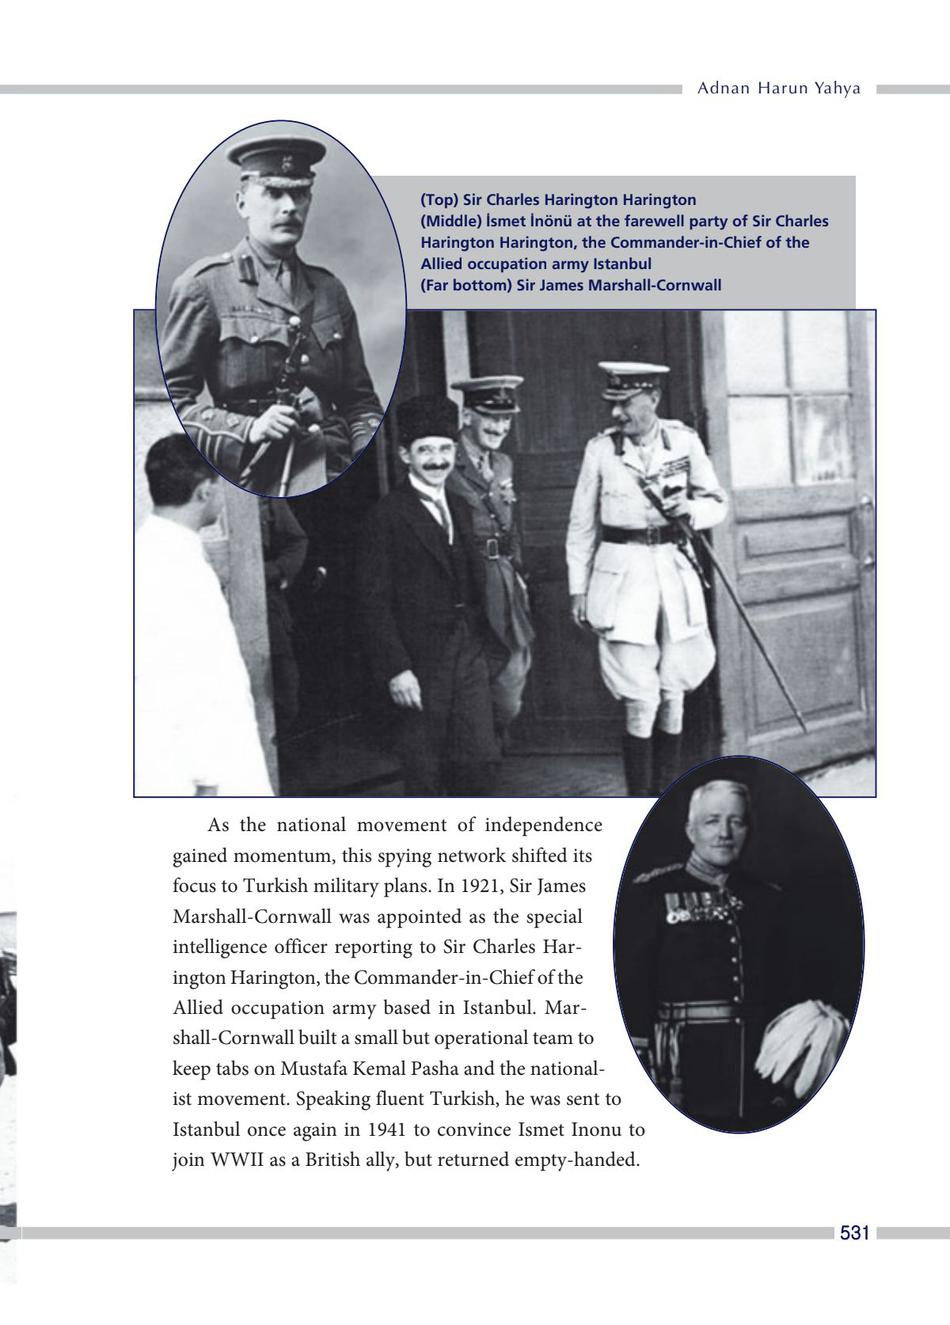 Adnan Harun Yahya
(Top) Sir Charles Harington Harington
(Middle) İsmet İnönü at the farewell party of Sir Charles
Harington Harington, the Commander-in-Chief of the
Allied occupation army Istanbul
(Far bottom) Sir James Marshall-Cornwall
As the national movement of independence
gained momentum, this spying network shifted its
focus to Turkish military plans. In 1921, Sir James
Marshall-Cornwall was appointed as the special
intelligence officer reporting to Sir Charles Har-
ington Harington, the Commander-in-Chief of the
Allied occupation army based in Istanbul. Mar-
shall-Cornwall built a small but operational team to
keep tabs on Mustafa Kemal Pasha and the national-
ist movement. Speaking fluent Turkish, he was sent to
Istanbul once again in 1941 to convince Ismet Inonu to
join WWII as a British ally, but returned empty-handed.
531